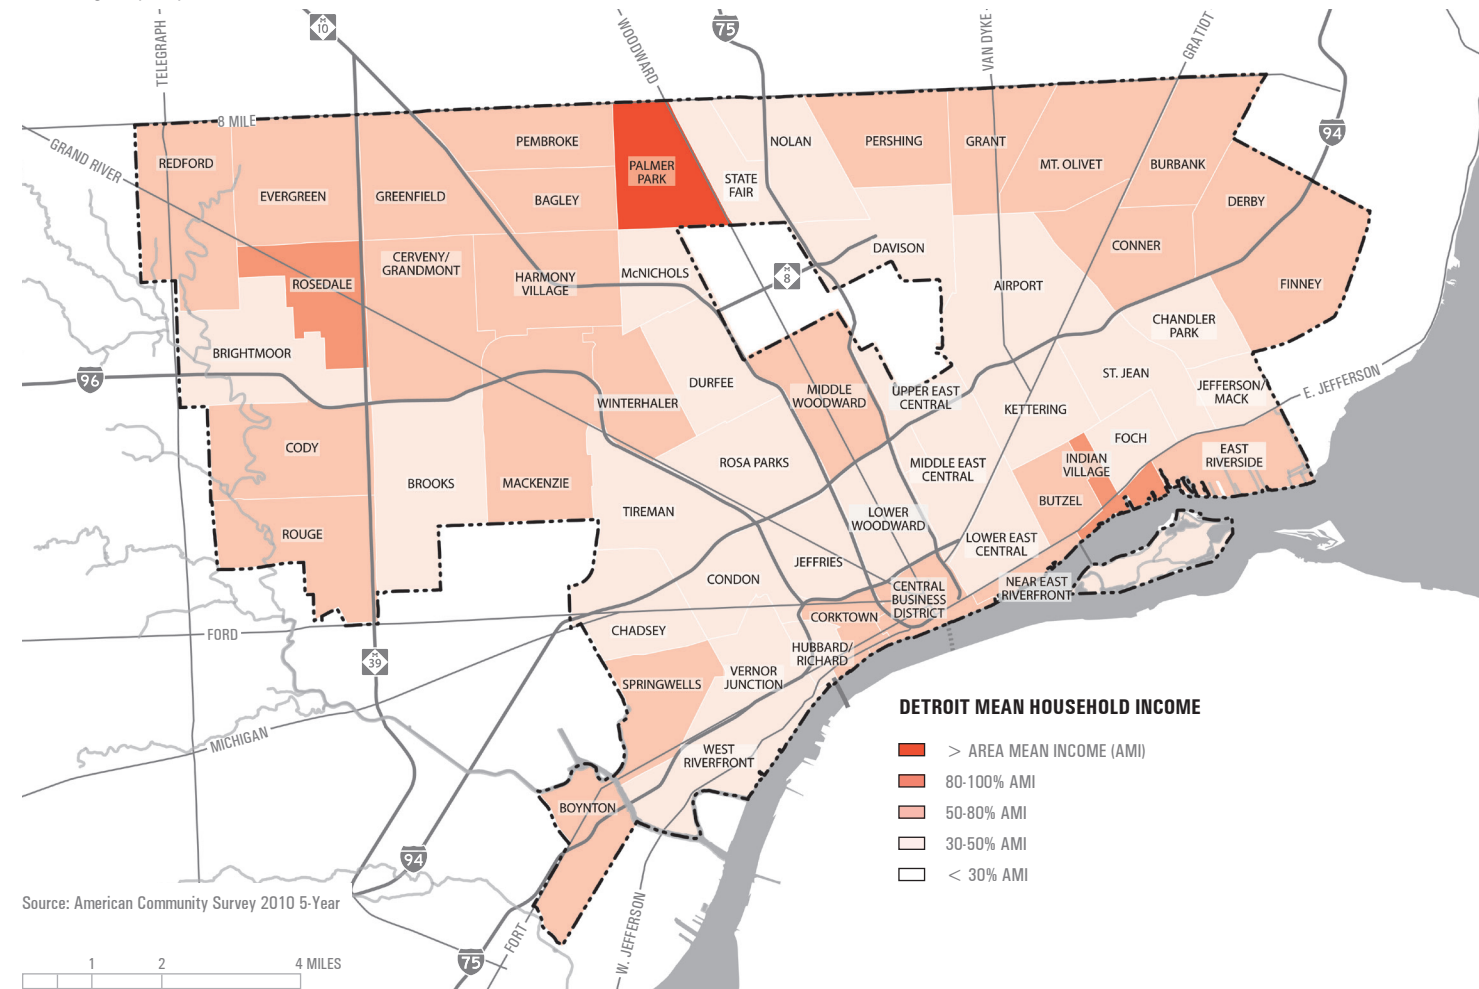 TELEGRAPH
M
10
WOODWARD
75
VAN DYKE
GRATIOT
94
8 MILE
GRAND RIVER
REDFORD
EVERGREEN
GREENFIELD
PEMBROKE
BAGLEY
PALMER
PARK
STATE
FAIR
NOLAN
PERSHING
GRANT
MT. OLIVET
BURBANK
DERBY
CONNER
FINNEY
ROSEDALE
CERVENY/
GRANDMONT
HARMONY
VILLAGE
McNICHOLS
M
8
DAVISON
AIRPORT
CHANDLER
PARK
BRIGHTMOOR
96
DURFEE
WINTERHALER
MIDDLE
WOODWARD
UPPER EAST
CENTRAL
KETTERING
ST. JEAN
JEFFERSON/
MACK
E. JEFFERSON
CODY
BROOKS
MACKENZIE
ROSA PARKS
MIDDLE EAST
CENTRAL
INDIAN
VILLAGE
FOCH
EAST
RIVERSIDE
BUTZEL
ROUGE
TIREMAN
LOWER
WOODWARD
LOWER EAST
CENTRAL
JEFFRIES
CONDON
CENTRAL
BUSINESS
DISTRICT
NEAR EAST
RIVERFRONT
FORD
CHADSEY
CORKTOWN
HUBBARD/
RICHARD
M
39
SPRINGWELLS
VERNOR
JUNCTION
MICHIGAN
WEST
RIVERFRONT
BOYNTON
94
FORT
75
W. JEFFERSON
DETROIT MEAN HOUSEHOLD INCOME
> AREA MEAN INCOME (AMI)
80-100% AMI
50-80% AMI
30-50% AMI
< 30% AMI
Source: American Community Survey 2010 5-Year
1 2 4 MILES